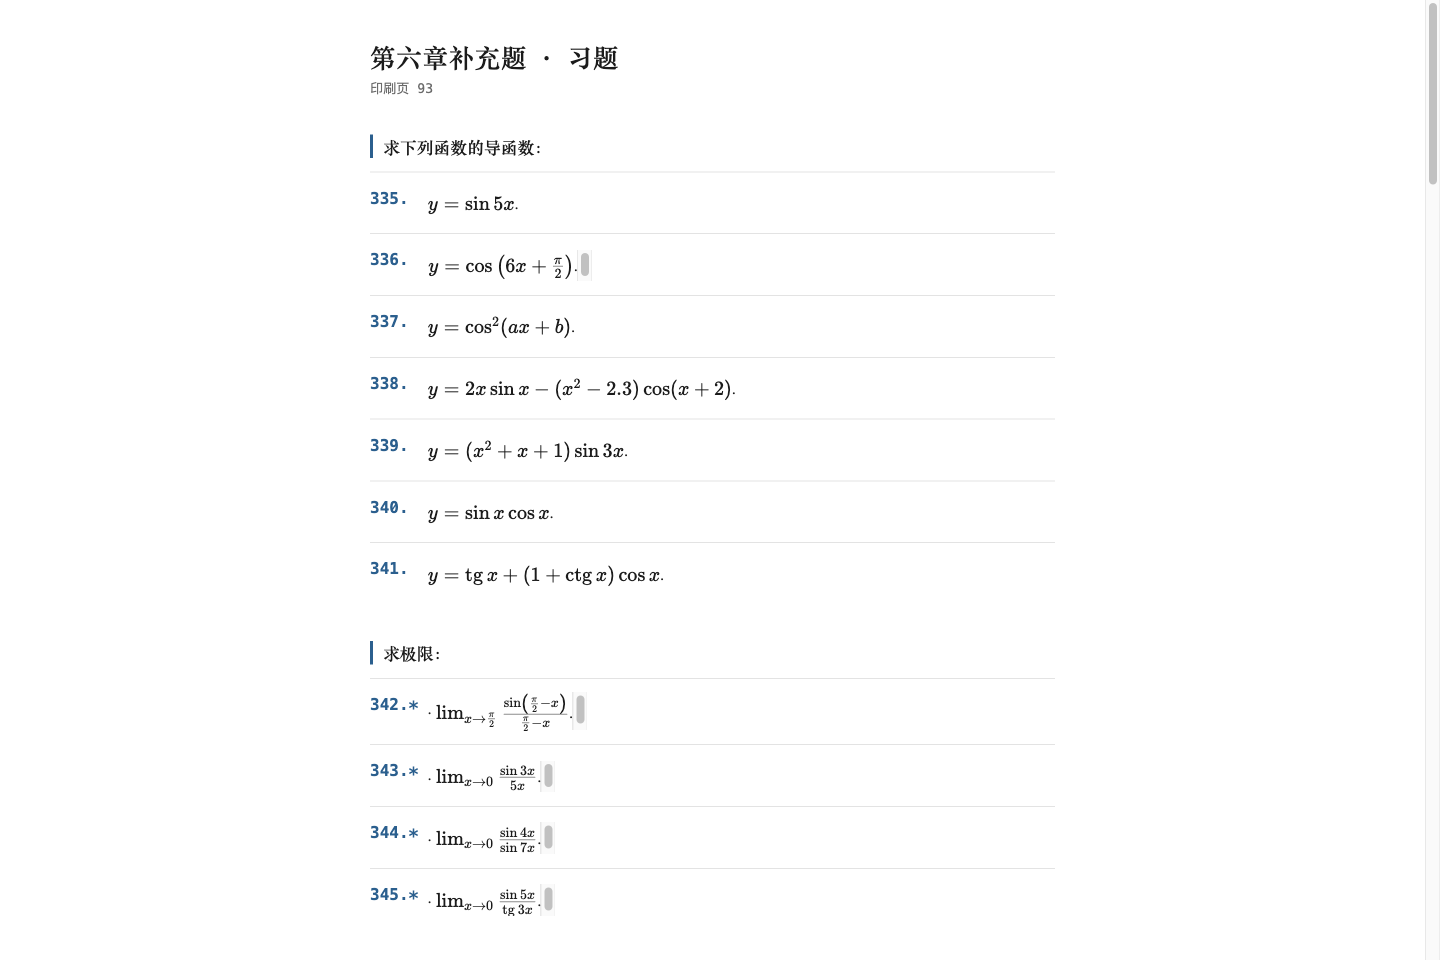 第六章补充题 · 习题
印刷页 93
求下列函数的导函数:
335. y = sin 5x.
336. y = cos (6x + π/2).
337. y = cos²(ax + b).
338. y = 2x sin x − (x² − 2.3) cos(x + 2).
339. y = (x² + x + 1) sin 3x.
340. y = sin x cos x.
341. y = tg x + (1 + ctg x) cos x.
求极限:
342.* . lim_{x→π/2} sin(π/2−x)/(π/2−x).
343.* . lim_{x→0} sin 3x/5x.
344.* . lim_{x→0} sin 4x/sin 7x.
345.* . lim_{x→0} sin 5x/tg 3x.